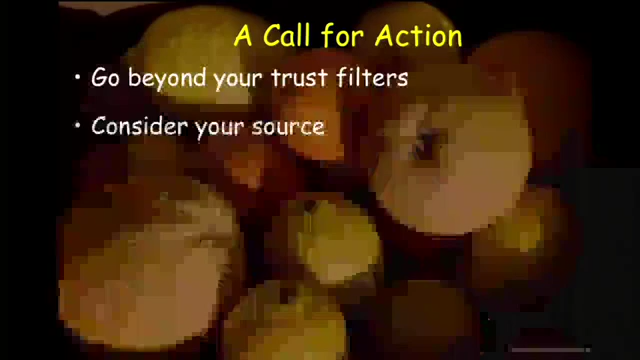 A Call for Action
• Go beyond your trust filters
• Consider your source